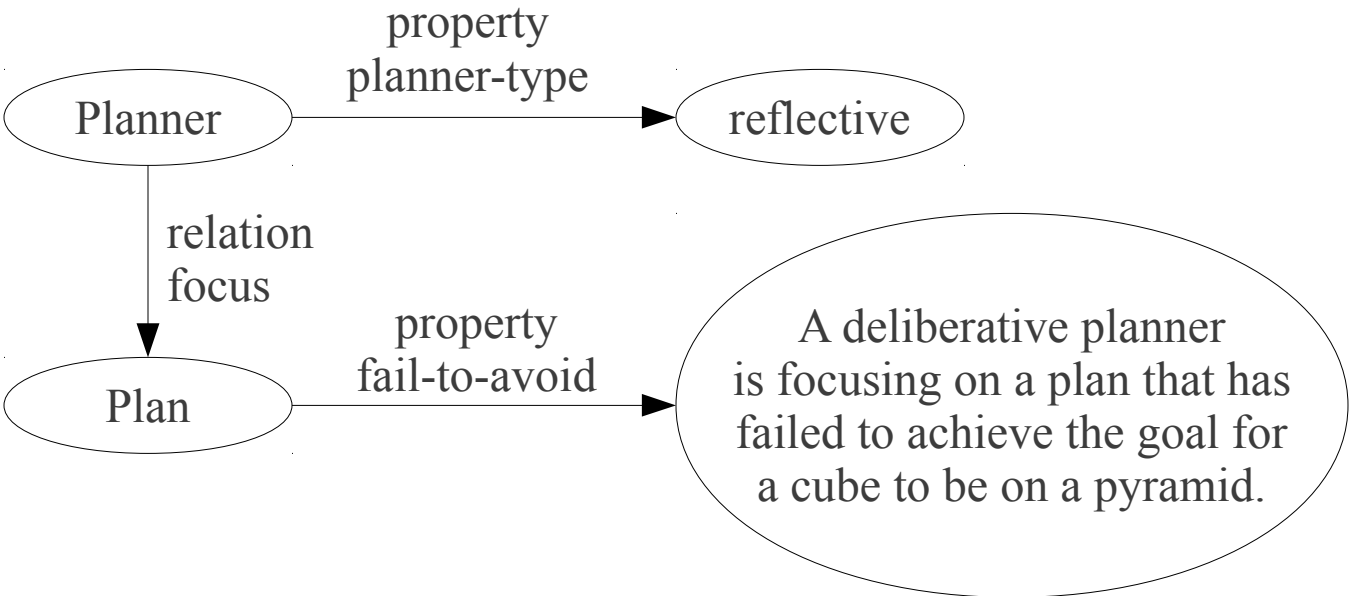 property
planner-type
Planner
reflective
relation
focus
property
fail-to-avoid
Plan
A deliberative planner
is focusing on a plan that has
failed to achieve the goal for
a cube to be on a pyramid.